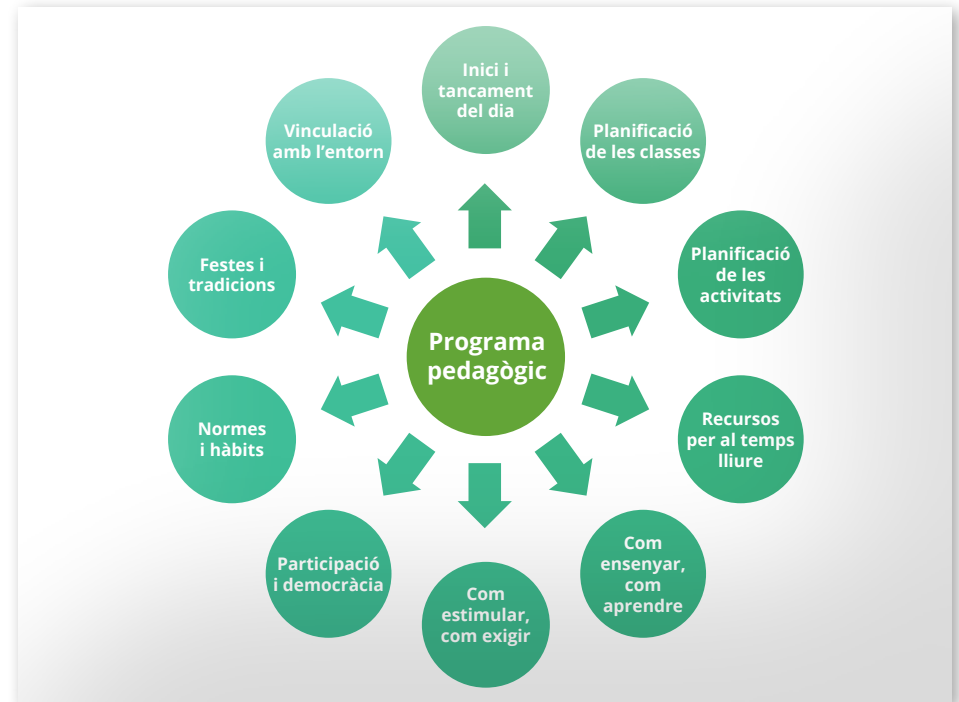 Programa
pedagògic
Inici i
tancament
del dia
Planificació
de les classes
Planificació
de les
activitats
Recursos
per al temps
lliure
Com
ensenyar,
com
aprendre
Com
estimular,
com exigir
Participació
i democràcia
Normes
i hàbits
Festes i
tradicions
Vinculació
amb l'entorn